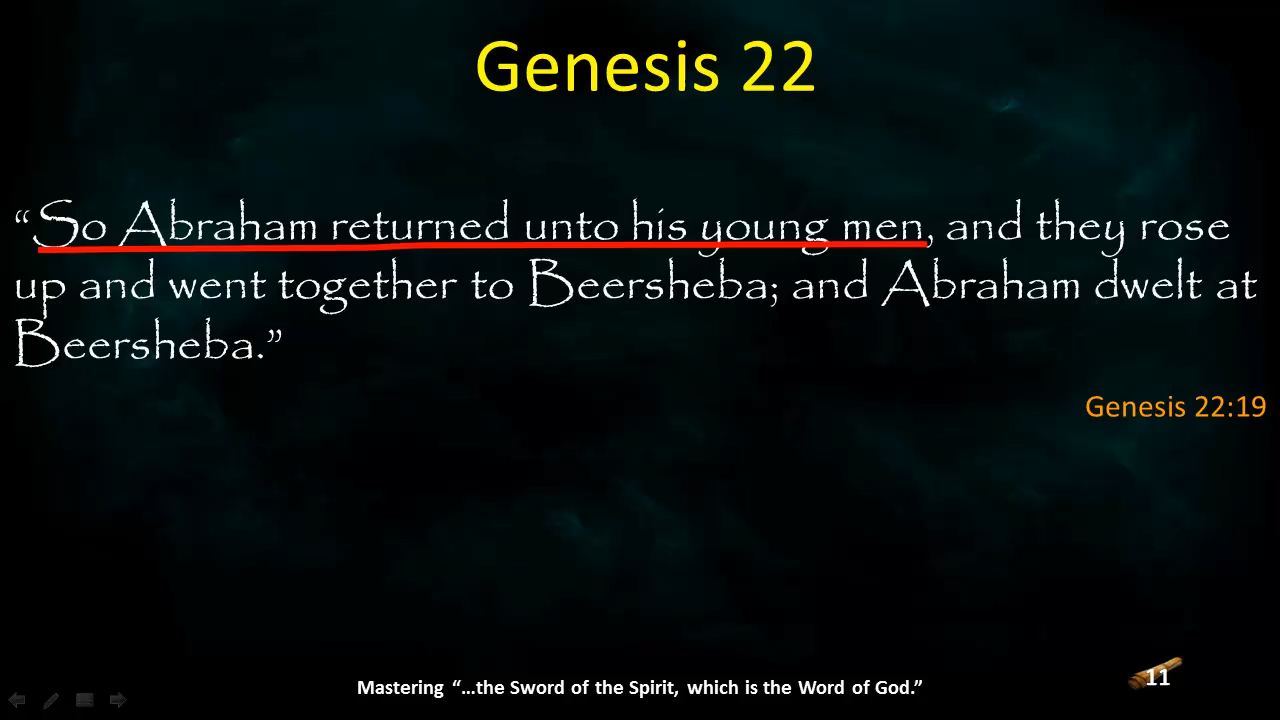 Genesis 22
“So Abraham returned unto his young men, and they rose
up and went together to Beersheba; and Abraham dwelt at
Beersheba.”
Genesis 22:19
Mastering “…the Sword of the Spirit, which is the Word of God.”
11